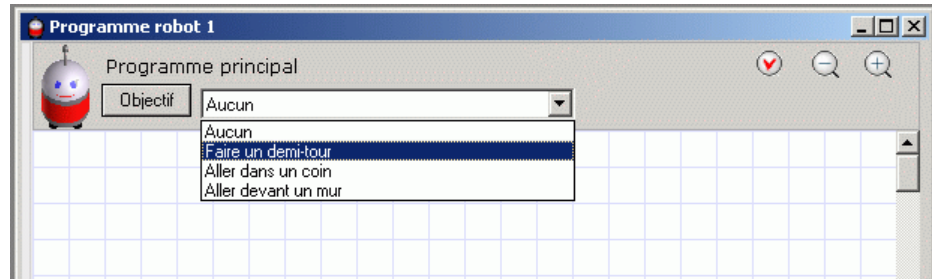 Programme robot 1
Programme principal
Objectif
Aucun
Aucun
Faire un demi-tour
Aller dans un coin
Aller devant un mur